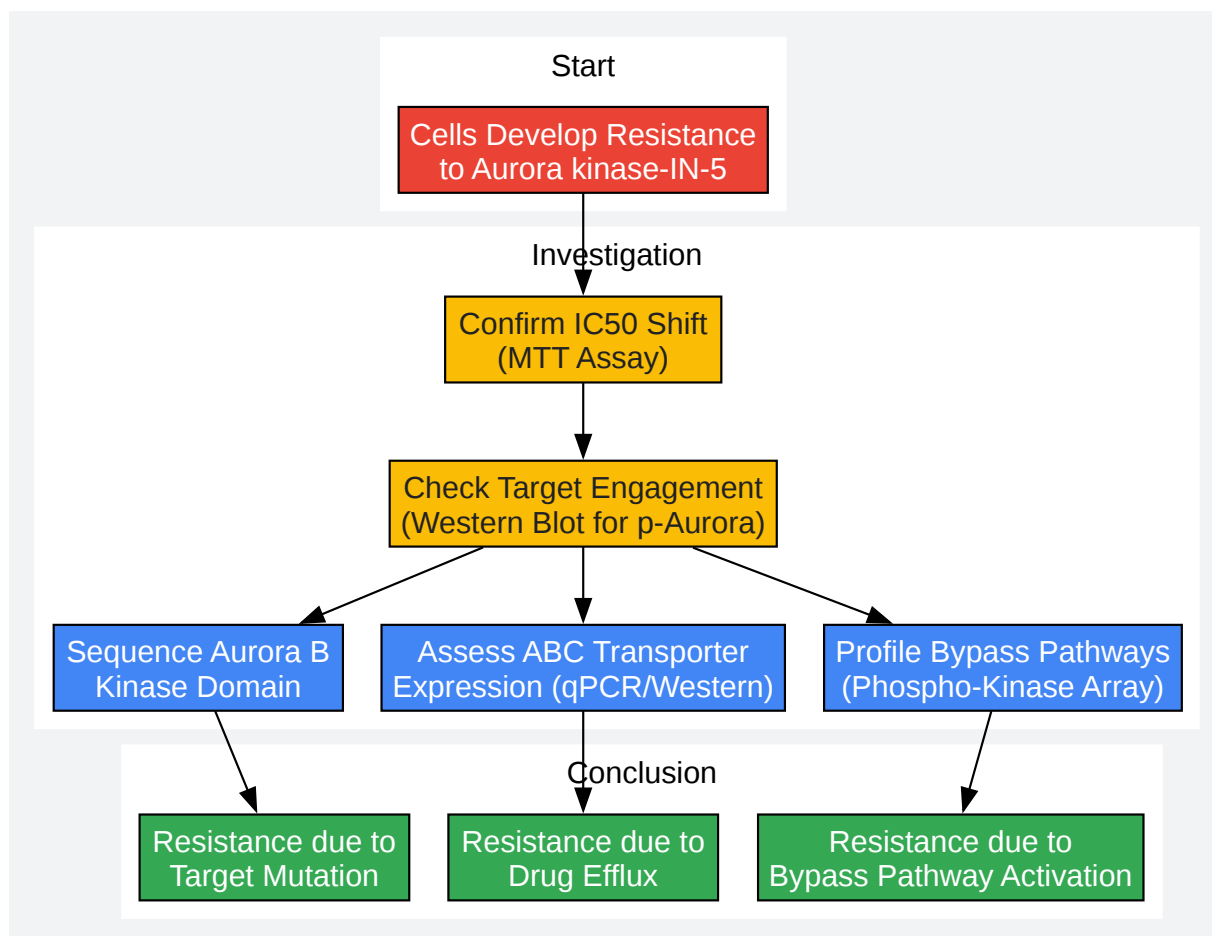 Start
Cells Develop Resistance
to Aurora kinase-IN-5
Investigation
Confirm IC50 Shift
(MTT Assay)
Check Target Engagement
(Western Blot for p-Aurora)
Sequence Aurora B
Kinase Domain
Assess ABC Transporter
Expression (qPCR/Western)
Profile Bypass Pathways
(Phospho-Kinase Array)
Conclusion
Resistance due to
Target Mutation
Resistance due to
Drug Efflux
Resistance due to
Bypass Pathway Activation